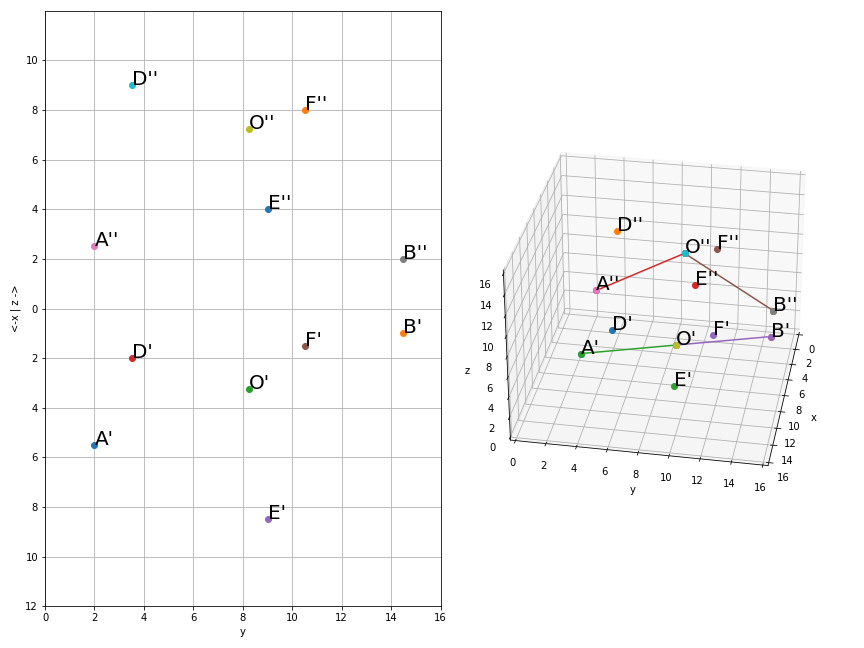 D''
F''
O''
E''
A''
B''
B'
F'
D'
O'
A'
E'
10
8
6
4
2
0
2
4
6
8
10
12
0 2 4 6 8 10 12 14 16
y
<-x | z ->
D''
O'' F''
A'' E''
B''
D' F' B'
A' O'
E'
16
14
12
10
8
6
4
2
0
z
0 2 4 6 8 10 12 14 16
y
0
2
4
6
8
10
12
14
16
x